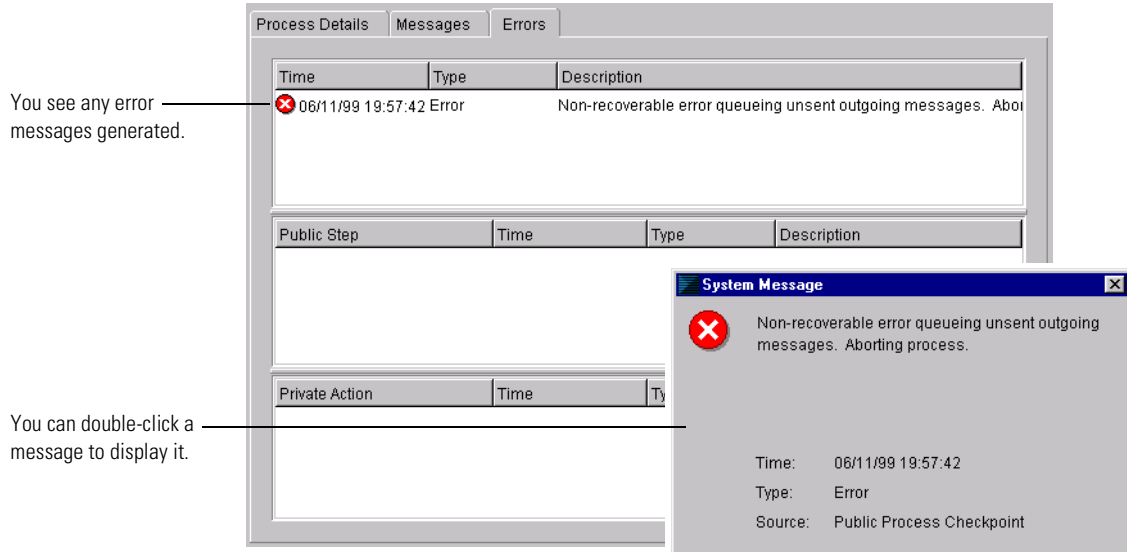 Process Details Messages Errors
Time Type Description
06/11/99 19:57:42 Error Non-recoverable error queueing unsent outgoing messages. Abor
You see any error
messages generated.
Public Step Time Type Description
System Message
Non-recoverable error queueing unsent outgoing
messages. Aborting process.
Private Action Time Ty
You can double-click a
message to display it.
Time: 06/11/99 19:57:42
Type: Error
Source: Public Process Checkpoint